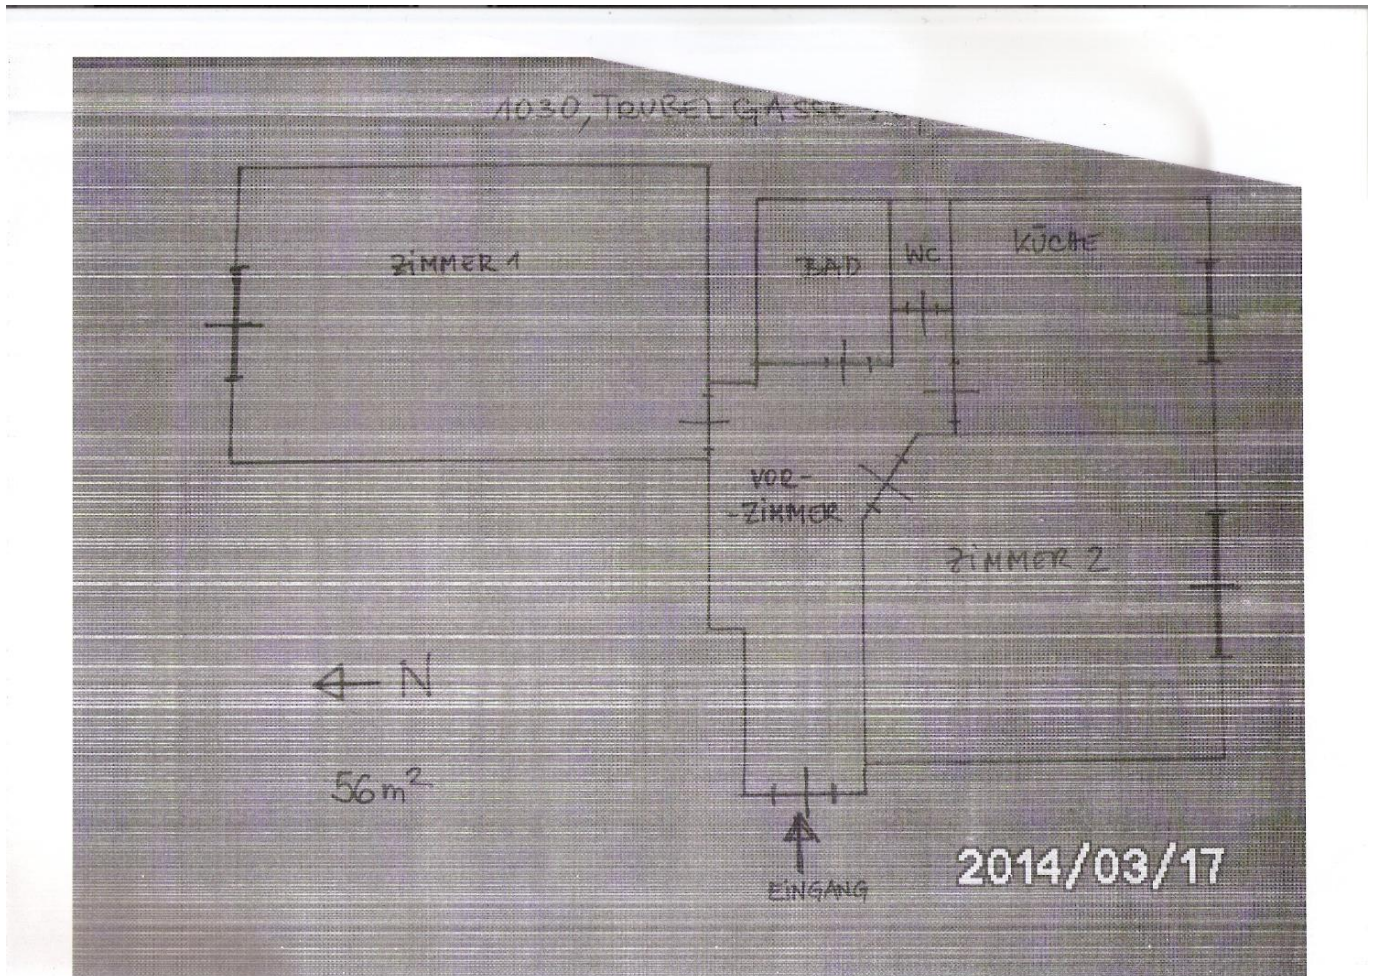 1030, TRUBELGASSE
ZIMMER 1
BAD
WC
KÜCHE
VOR-
-ZIMMER
ZIMMER 2
N
56m²
EINGANG
2014/03/17